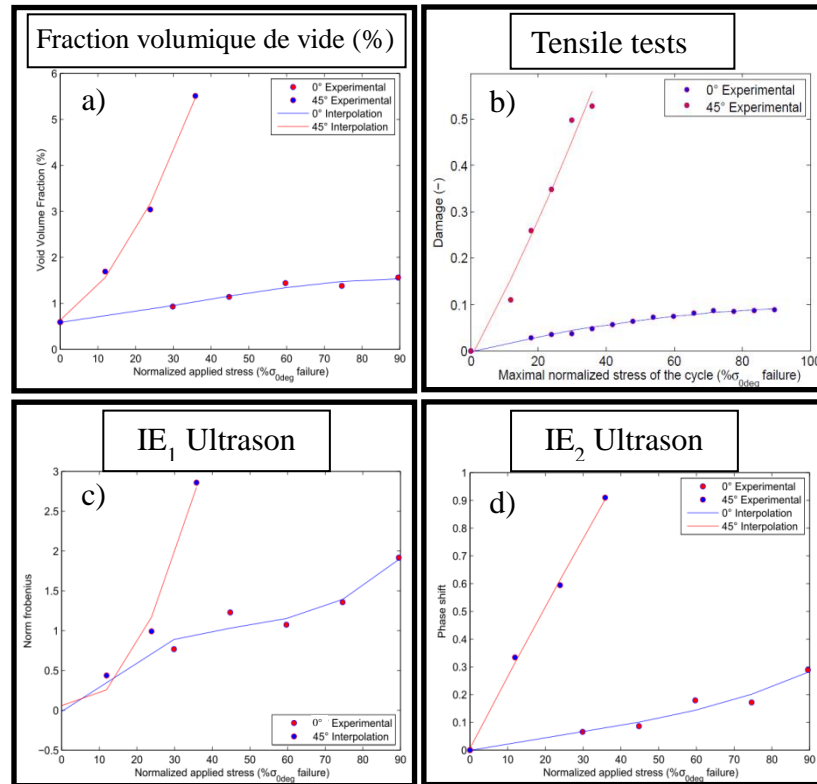 Fraction volumique de vide (%)
a)
0° Experimental
45° Experimental
0° Interpolation
45° Interpolation
Void Volume Fraction (%)
6
5
4
3
2
1
0
0 10 20 30 40 50 60 70 80 90
Normalized applied stress (%σ0deg failure)
Tensile tests
b)
0° Experimental
45° Experimental
Damage (−)
0.5
0.4
0.3
0.2
0.1
0
0 20 40 60 80 100
Maximal normalized stress of the cycle (%σ0deg failure)
IE1 Ultrason
c)
Norm frobenius
3
2.5
2
1.5
1
0.5
0
−0.5
0° Experimental
45° Interpolation
0 10 20 30 40 50 60 70 80 90
Normalized applied stress (%σ0deg failure)
IE2 Ultrason
d)
0° Experimental
45° Experimental
0° Interpolation
45° Interpolation
Phase shift
1
0.9
0.8
0.7
0.6
0.5
0.4
0.3
0.2
0.1
0
0 10 20 30 40 50 60 70 80 90
Normalized applied stress (%σ0deg failure)